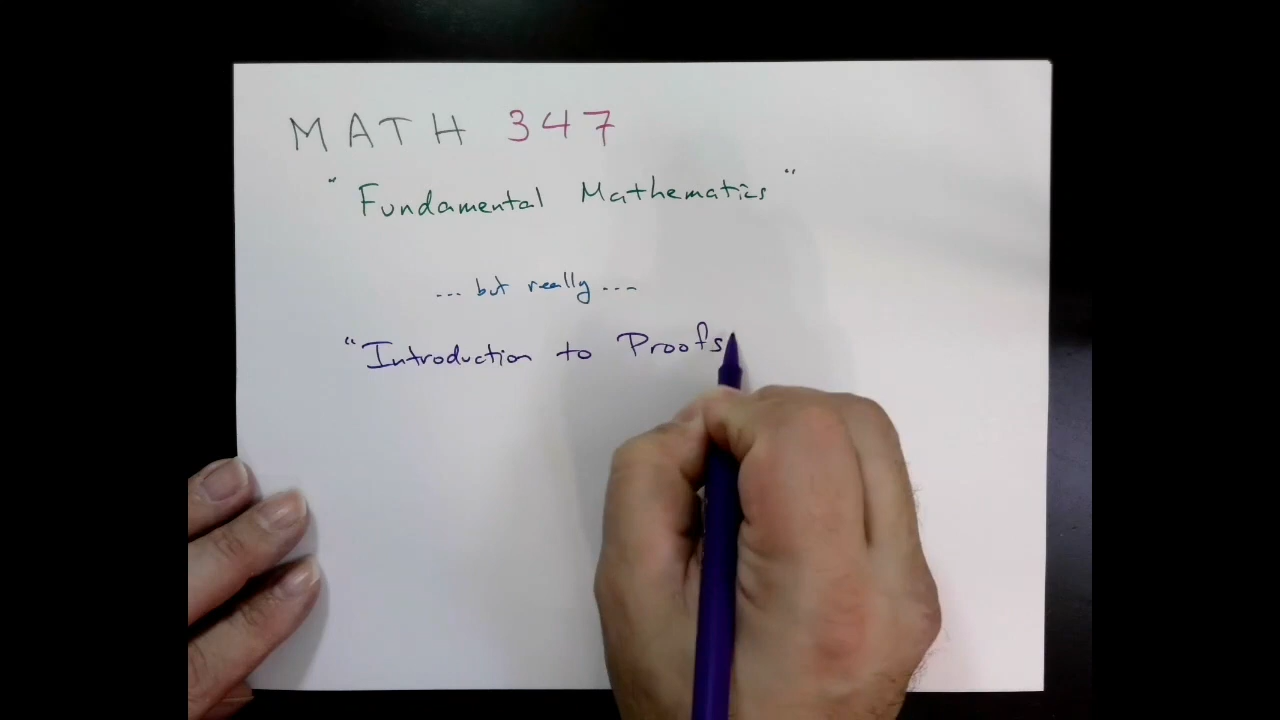 MATH 347
"Fundamental Mathematics"
... but really ...
"Introduction to Proofs